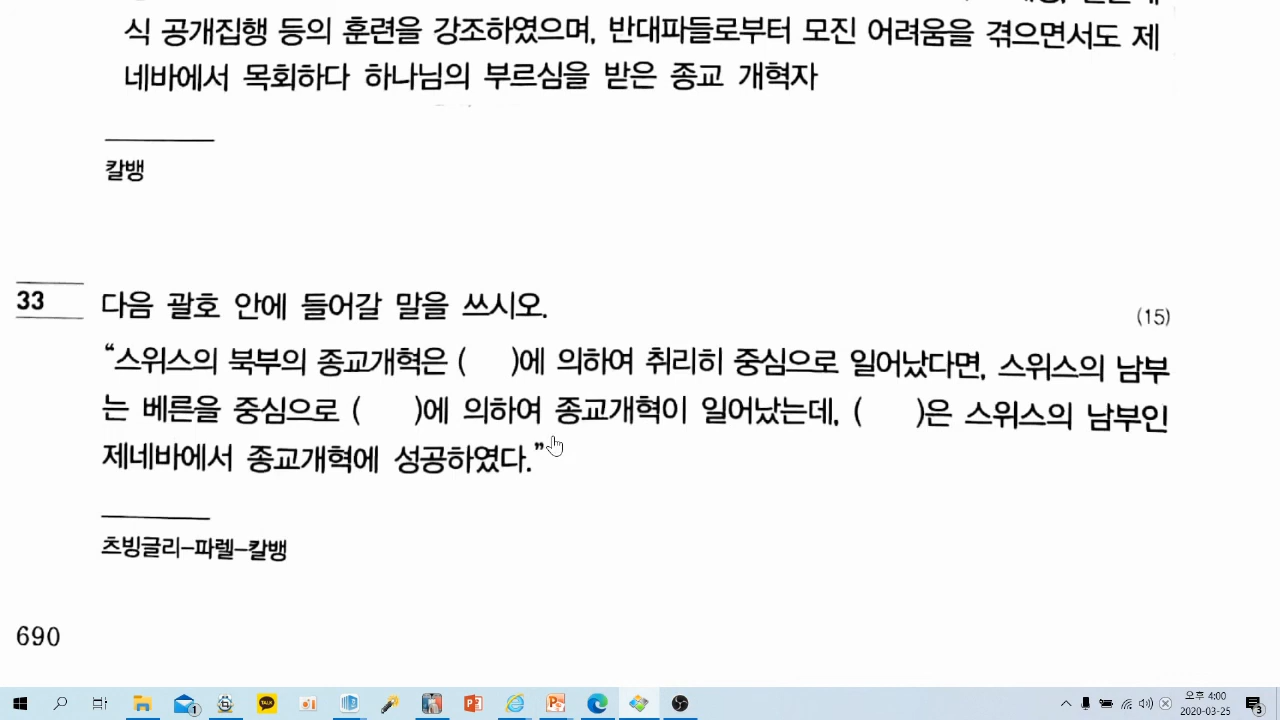 식 공개집행 등의 훈련을 강조하였으며, 반대파들로부터 모진 어려움을 겪으면서도 제
네바에서 목회하다 하나님의 부르심을 받은 종교 개혁자
칼뱅
33 다음 괄호 안에 들어갈 말을 쓰시오.
(15)
“스위스의 북부의 종교개혁은 ( )에 의하여 취리히 중심으로 일어났다면, 스위스의 남부
는 베른을 중심으로 ( )에 의하여 종교개혁이 일어났는데, ( )은 스위스의 남부인
제네바에서 종교개혁에 성공하였다.”
츠빙글리-파렐-칼뱅
690
오후 4:00
2020-03-25